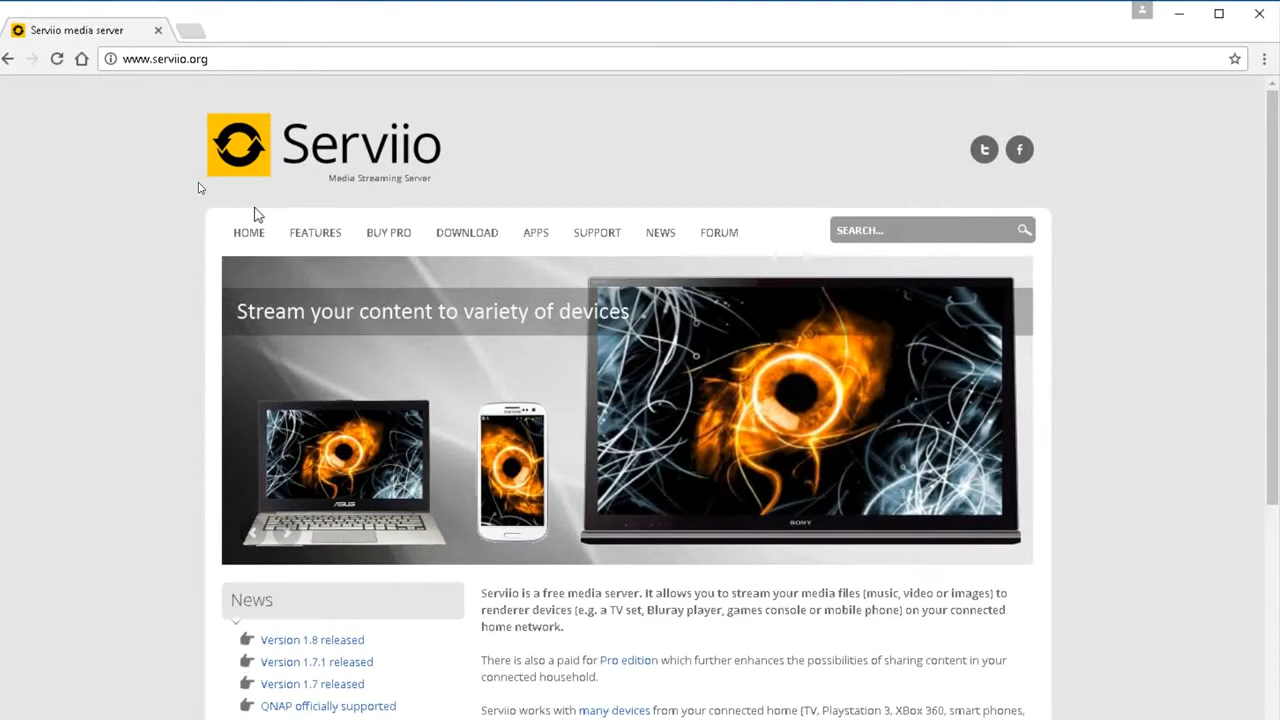 Serviio media server
www.serviio.org
Serviio
Media Streaming Server
HOME FEATURES BUY PRO DOWNLOAD APPS SUPPORT NEWS FORUM SEARCH...
Stream your content to variety of devices
ASUS
SONY
News
Version 1.8 released
Version 1.7.1 released
Version 1.7 released
QNAP officially supported
Serviio is a free media server. It allows you to stream your media files (music, video or images) to
renderer devices (e.g. a TV set, Bluray player, games console or mobile phone) on your connected
home network.
There is also a paid for Pro edition which further enhances the possibilities of sharing content in your
connected household.
Serviio works with many devices from your connected home (TV, Playstation 3, XBox 360, smart phones,